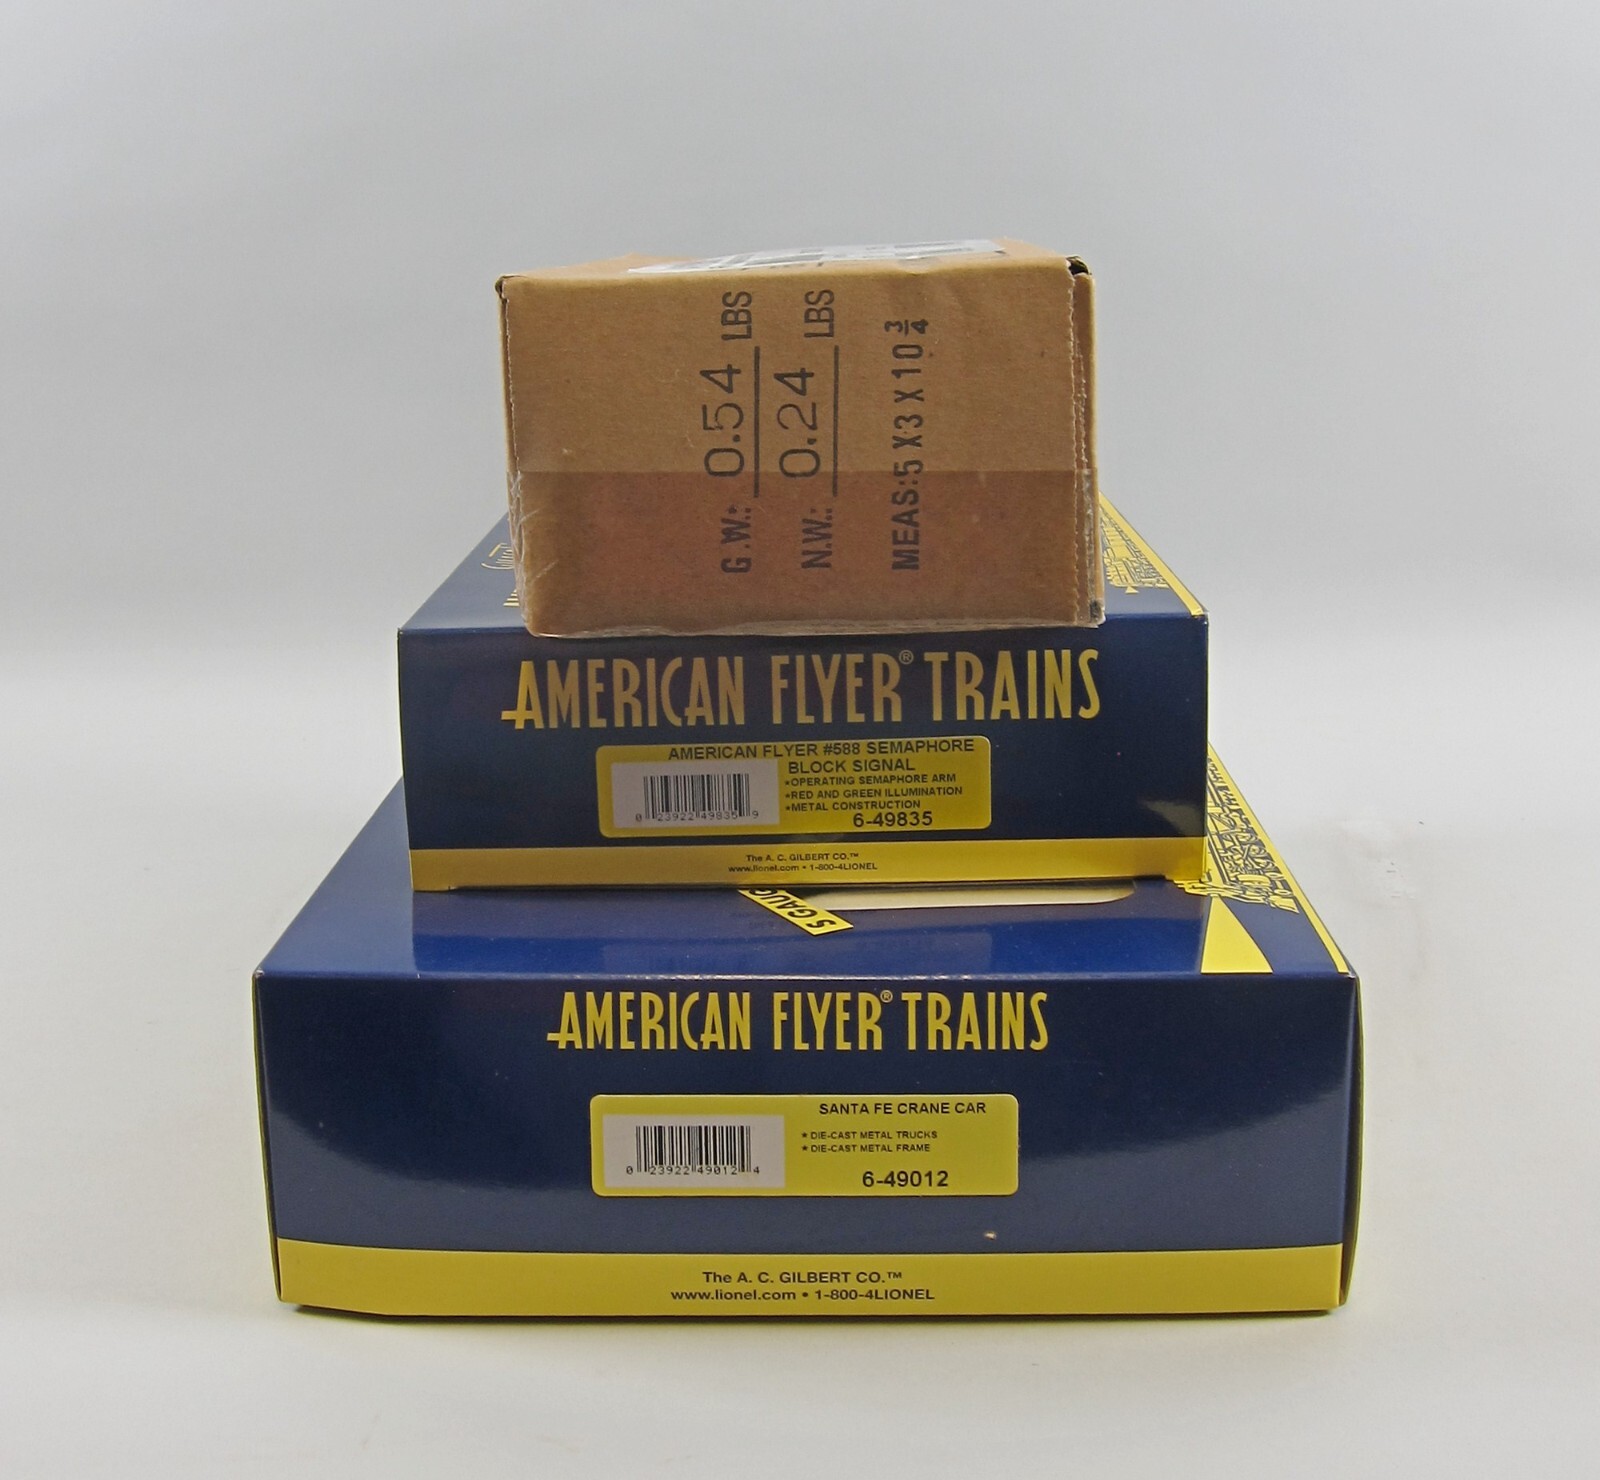 G.W.: 0.54 LBS
N.W.: 0.24 LBS
MEAS: 5 X 3 X 10 3/4
AMERICAN FLYER® TRAINS
AMERICAN FLYER #588 SEMAPHORE
BLOCK SIGNAL
*OPERATING SEMAPHORE ARM
*RED AND GREEN ILLUMINATION
*METAL CONSTRUCTION
0 23922 49835 9
6-49835
The A. C. GILBERT CO.™
www.lionel.com • 1-800-4LIONEL
S GAUG
AMERICAN FLYER® TRAINS
SANTA FE CRANE CAR
* DIE-CAST METAL TRUCKS
* DIE-CAST METAL FRAME
0 23922 49012 4
6-49012
The A. C. GILBERT CO.™
www.lionel.com • 1-800-4LIONEL